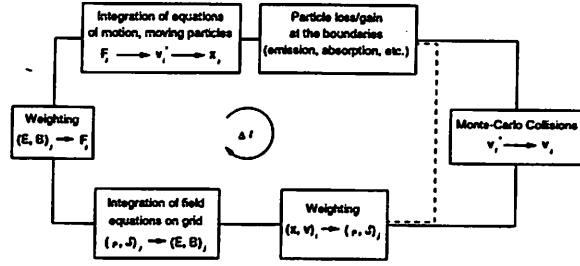 Integration of equations
of motion, moving particles
F_i → v_i' → x_i
Particle loss/gain
at the boundaries
(emission, absorption, etc.)
Weighting
(E, B)_j → F_i
Δt
Monte-Carlo Collisions
v_i' → v_i
Integration of field
equations on grid
(ρ, J)_j → (E, B)_j
Weighting
(x, v)_i → (ρ, J)_j